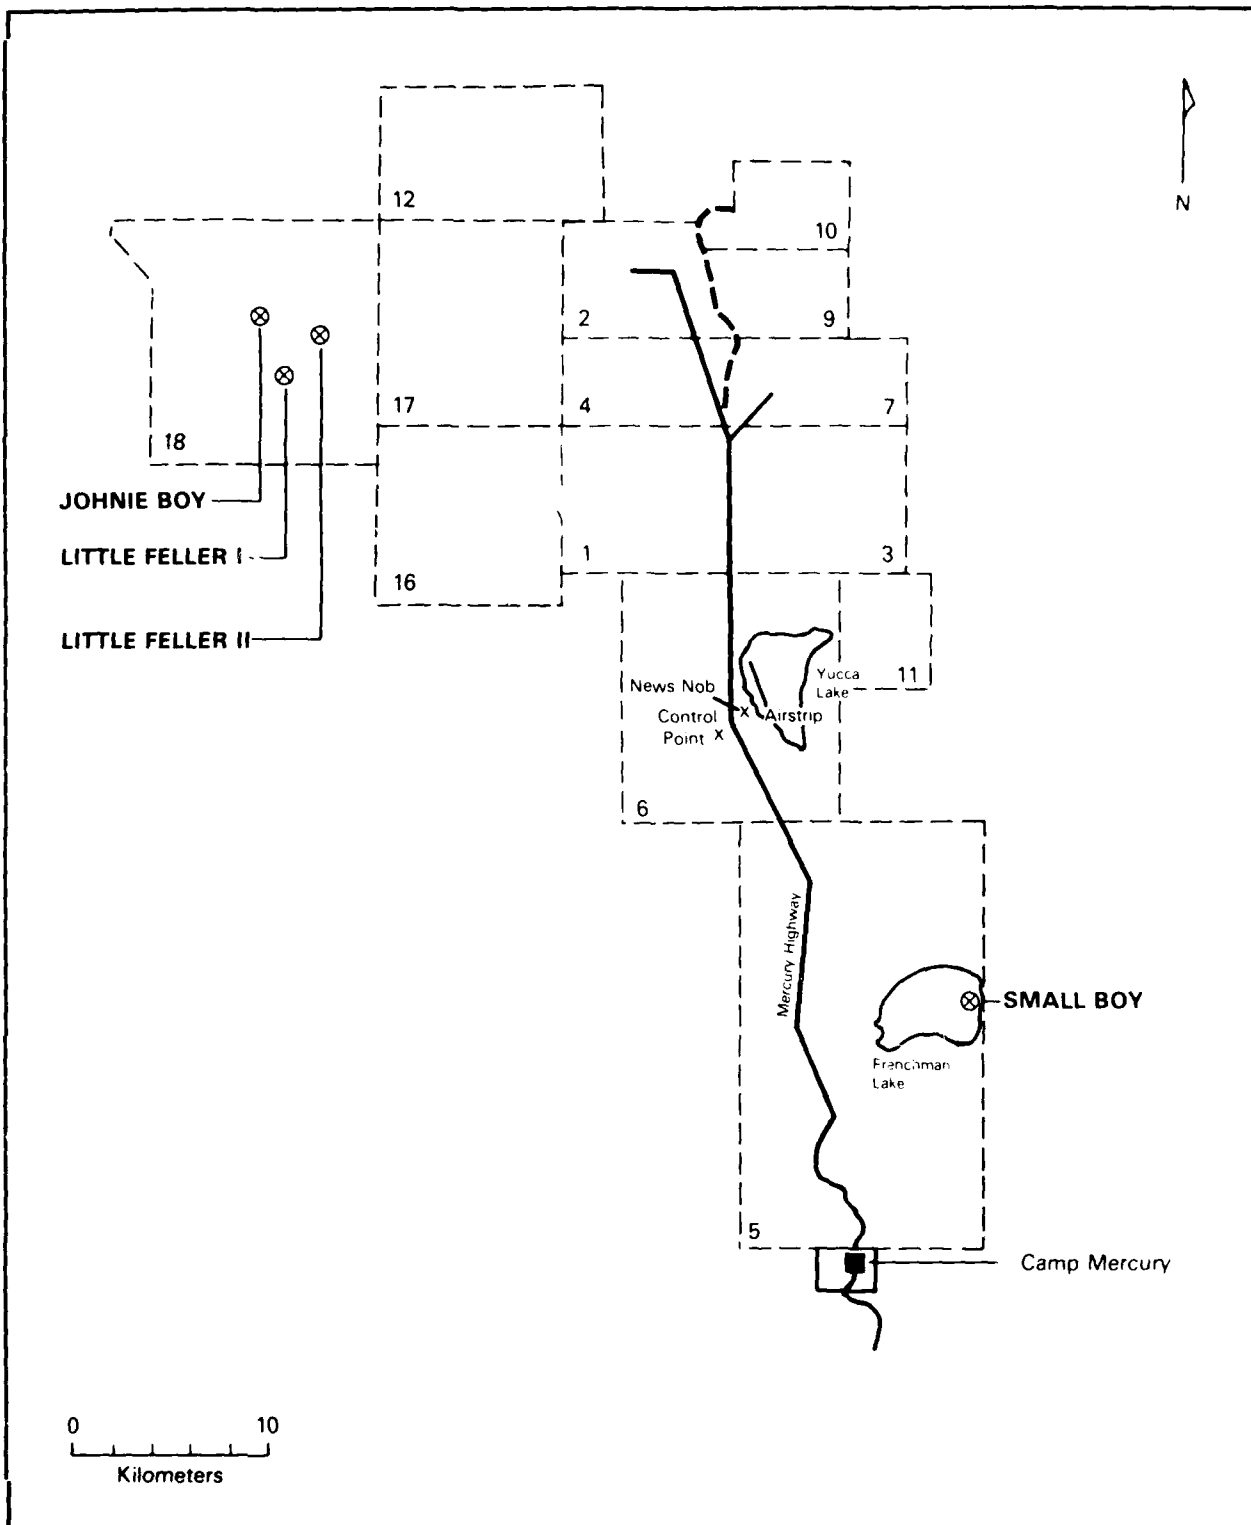 N
12
10
2
9
17
4
7
18
JOHNIE BOY
LITTLE FELLER I
1
3
16
LITTLE FELLER II
Yucca
Lake
11
News Nob
Control
Point X
X Airstrip
6
Mercury Highway
SMALL BOY
Frenchman
Lake
5
Camp Mercury
0 10
Kilometers